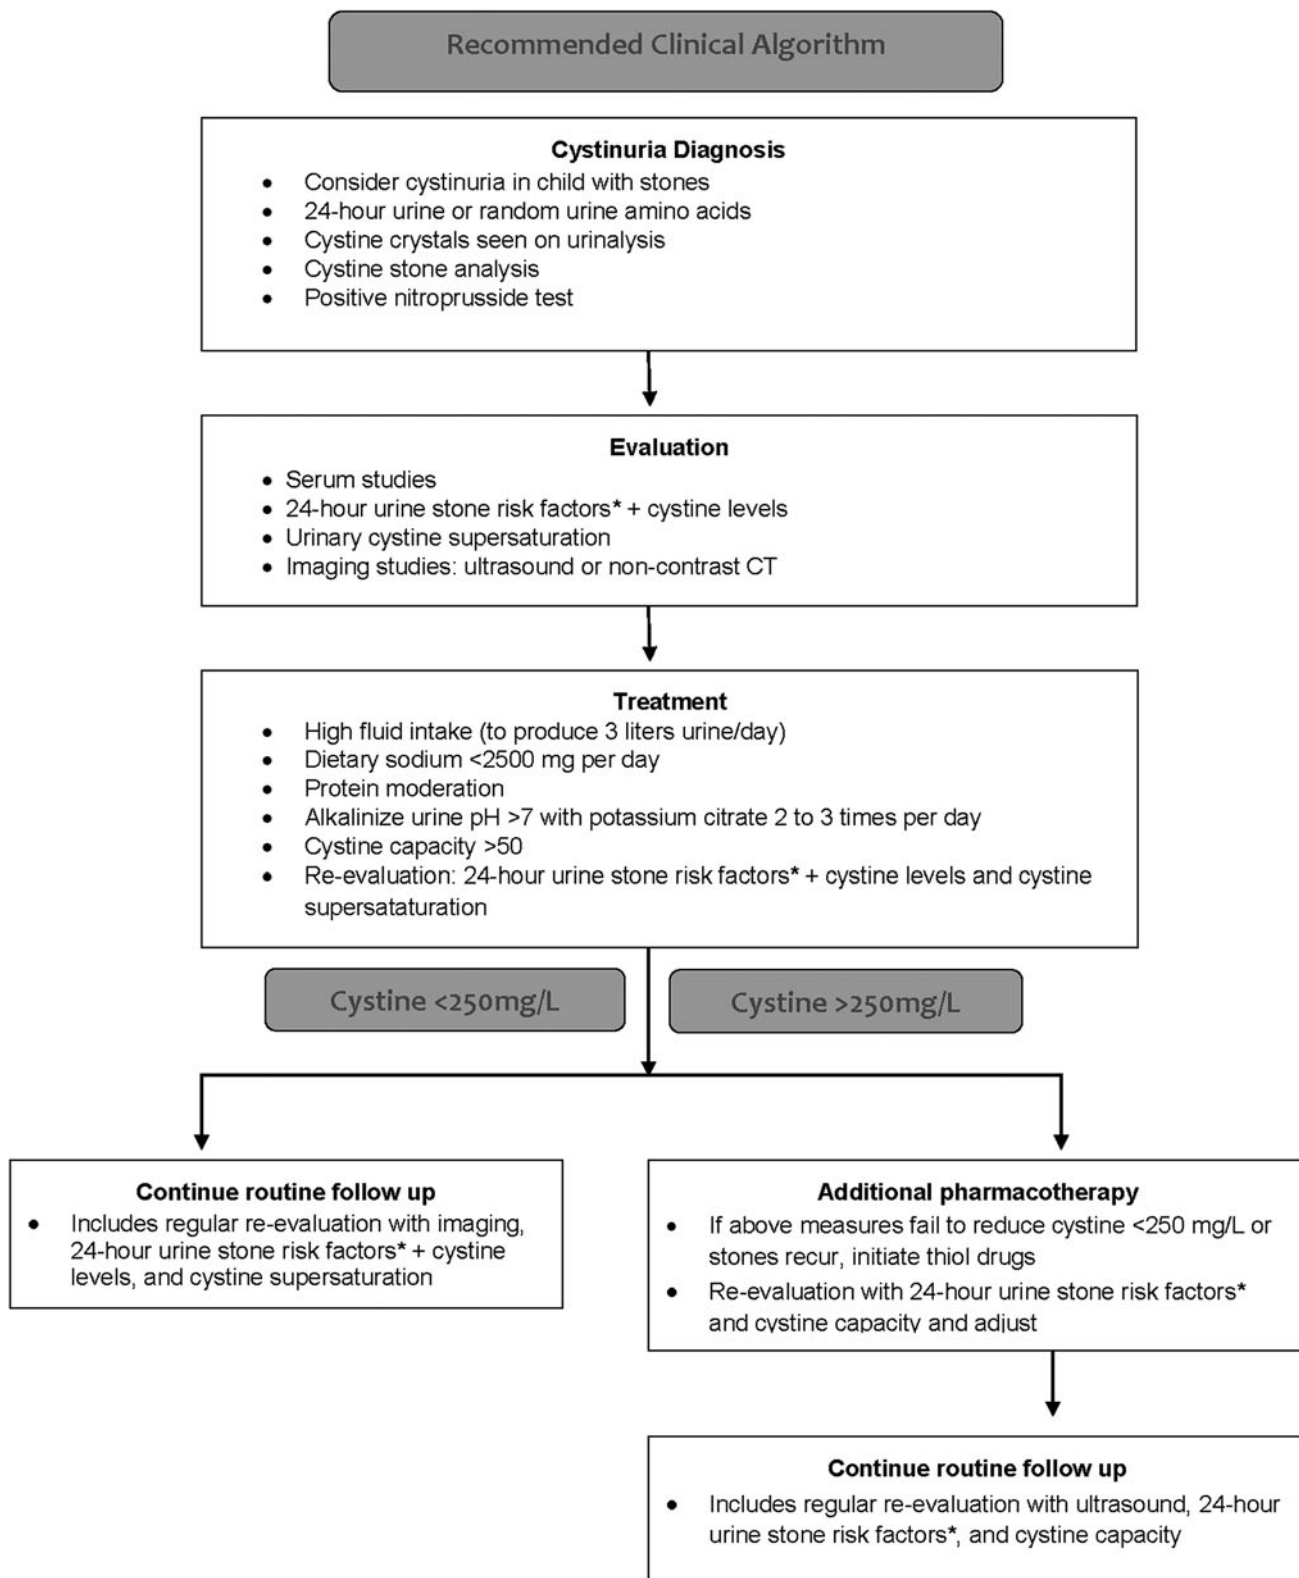 Recommended Clinical Algorithm
Cystinuria Diagnosis
• Consider cystinuria in child with stones
• 24-hour urine or random urine amino acids
• Cystine crystals seen on urinalysis
• Cystine stone analysis
• Positive nitroprusside test
Evaluation
• Serum studies
• 24-hour urine stone risk factors* + cystine levels
• Urinary cystine supersaturation
• Imaging studies: ultrasound or non-contrast CT
Treatment
• High fluid intake (to produce 3 liters urine/day)
• Dietary sodium <2500 mg per day
• Protein moderation
• Alkalinize urine pH >7 with potassium citrate 2 to 3 times per day
• Cystine capacity >50
• Re-evaluation: 24-hour urine stone risk factors* + cystine levels and cystine
supersataturation
Cystine <250mg/L
Cystine >250mg/L
Continue routine follow up
• Includes regular re-evaluation with imaging,
24-hour urine stone risk factors* + cystine
levels, and cystine supersaturation
Additional pharmacotherapy
• If above measures fail to reduce cystine <250 mg/L or
stones recur, initiate thiol drugs
• Re-evaluation with 24-hour urine stone risk factors*
and cystine capacity and adjust
Continue routine follow up
• Includes regular re-evaluation with ultrasound, 24-hour
urine stone risk factors*, and cystine capacity